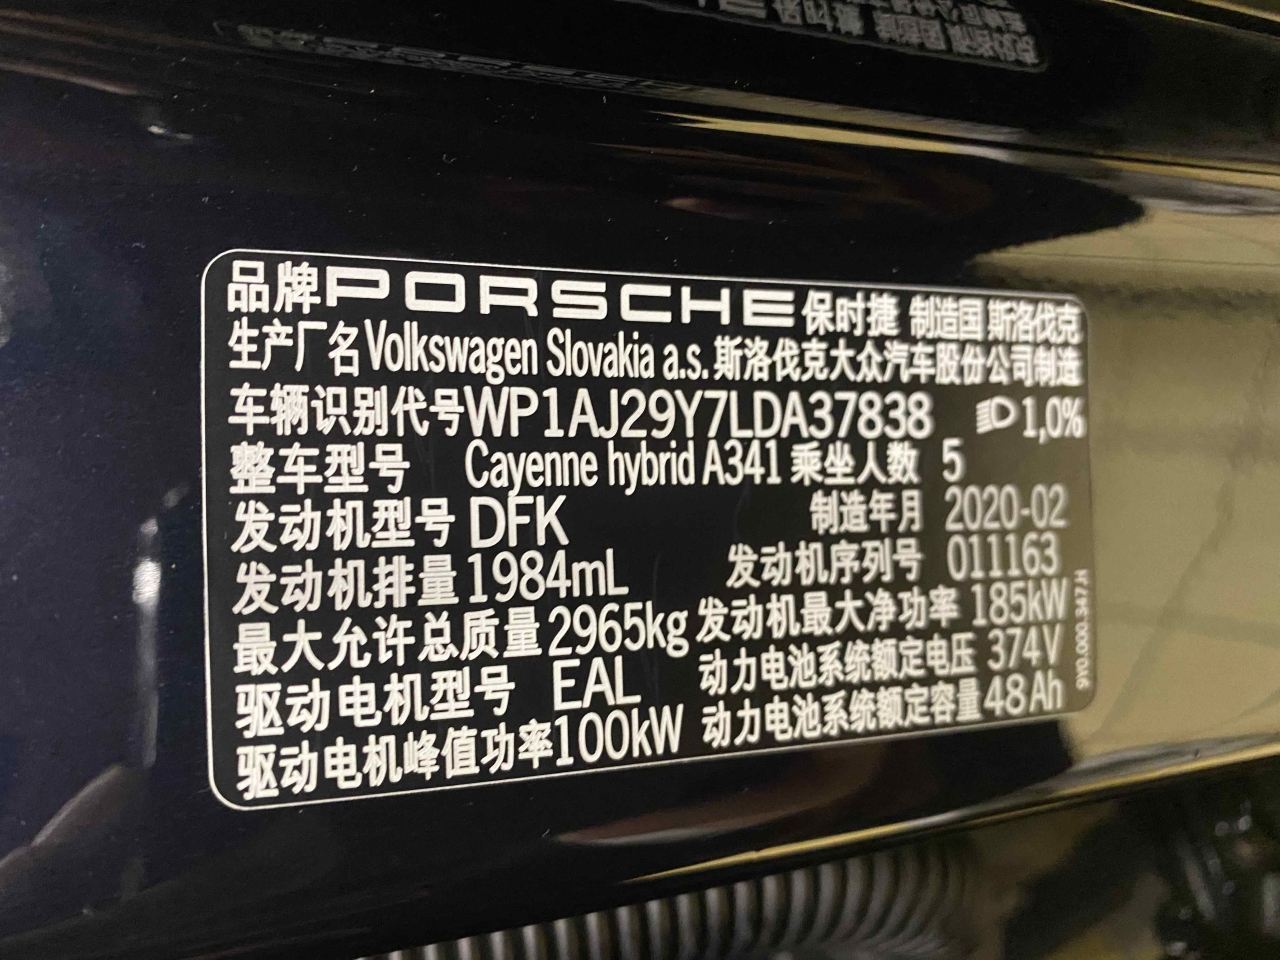 品牌 PORSCHE 保时捷 制造国 斯洛伐克
生产厂名 Volkswagen Slovakia a.s. 斯洛伐克大众汽车股份公司制造
车辆识别代号 WP1AJ29Y7LDA37838 1,0%
整车型号 Cayenne hybrid A341 乘坐人数 5
发动机型号 DFK 制造年月 2020-02
发动机排量 1984mL 发动机序列号 011163
最大允许总质量 2965kg 发动机最大净功率 185kW
驱动电机型号 EAL 动力电池系统额定电压 374V
驱动电机峰值功率 100kW 动力电池系统额定容量 48Ah
9Y0.000.347.H